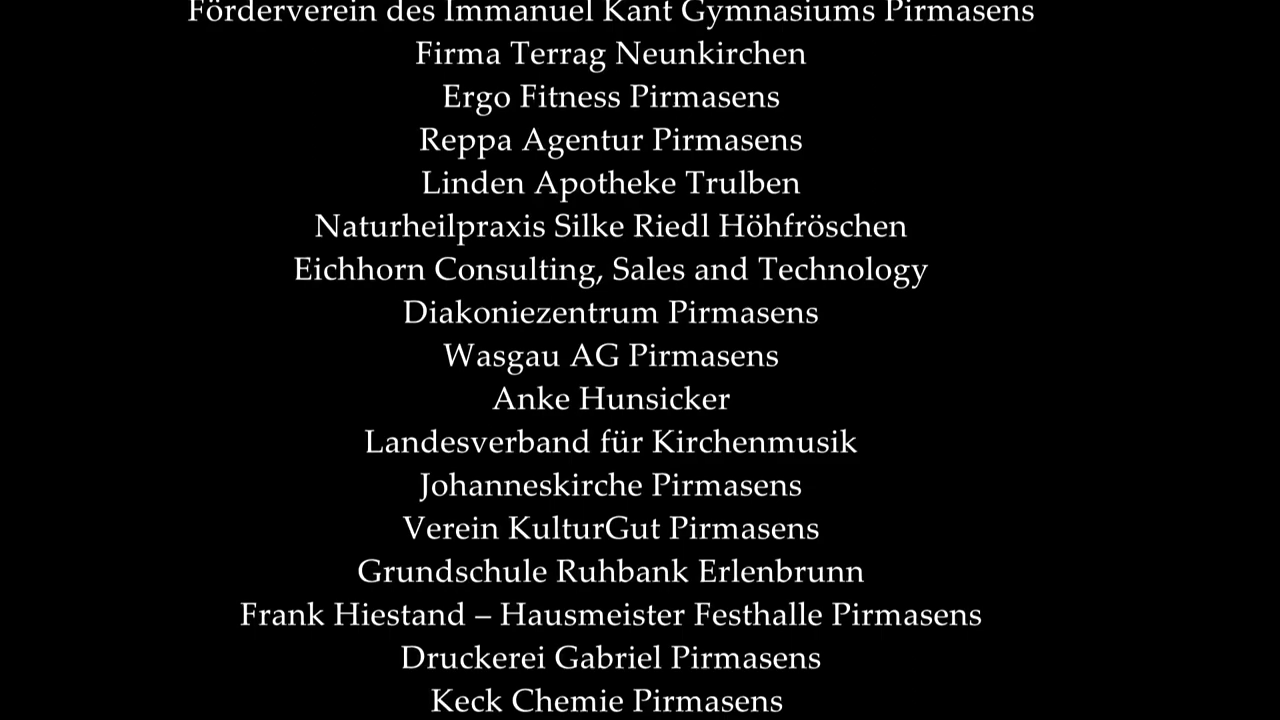 Förderverein des Immanuel Kant Gymnasiums Pirmasens
Firma Terrag Neunkirchen
Ergo Fitness Pirmasens
Reppa Agentur Pirmasens
Linden Apotheke Trulben
Naturheilpraxis Silke Riedl Höhfröschen
Eichhorn Consulting, Sales and Technology
Diakoniezentrum Pirmasens
Wasgau AG Pirmasens
Anke Hunsicker
Landesverband für Kirchenmusik
Johanneskirche Pirmasens
Verein KulturGut Pirmasens
Grundschule Ruhbank Erlenbrunn
Frank Hiestand – Hausmeister Festhalle Pirmasens
Druckerei Gabriel Pirmasens
Keck Chemie Pirmasens